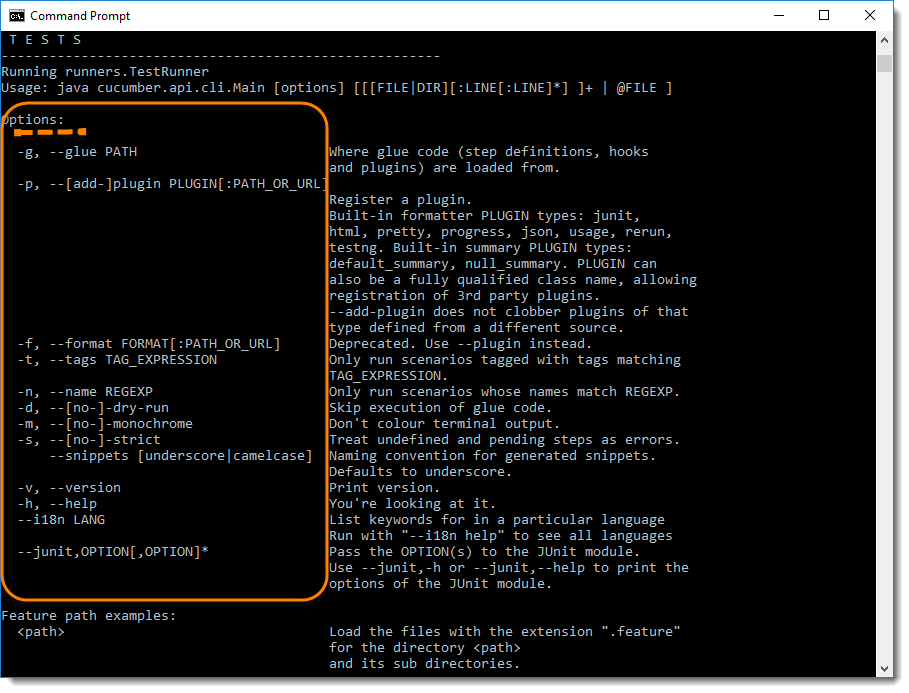 Command Prompt
T E S T S
-------------------------------------------------------
Running runners.TestRunner
Usage: java cucumber.api.cli.Main [options] [[[FILE|DIR][:LINE[:LINE]*] ]+ | @FILE ]
Options:
-g, --glue PATH Where glue code (step definitions, hooks
and plugins) are loaded from.
-p, --[add-]plugin PLUGIN[:PATH_OR_URL]
Register a plugin.
Built-in formatter PLUGIN types: junit,
html, pretty, progress, json, usage, rerun,
testng. Built-in summary PLUGIN types:
default_summary, null_summary. PLUGIN can
also be a fully qualified class name, allowing
registration of 3rd party plugins.
--add-plugin does not clobber plugins of that
type defined from a different source.
-f, --format FORMAT[:PATH_OR_URL] Deprecated. Use --plugin instead.
-t, --tags TAG_EXPRESSION Only run scenarios tagged with tags matching
TAG_EXPRESSION.
-n, --name REGEXP Only run scenarios whose names match REGEXP.
-d, --[no-]-dry-run Skip execution of glue code.
-m, --[no-]-monochrome Don't colour terminal output.
-s, --[no-]-strict Treat undefined and pending steps as errors.
--snippets [underscore|camelcase] Naming convention for generated snippets.
Defaults to underscore.
-v, --version Print version.
-h, --help You're looking at it.
--i18n LANG List keywords for in a particular language
Run with "--i18n help" to see all languages
--junit,OPTION[,OPTION]* Pass the OPTION(s) to the JUnit module.
Use --junit,-h or --junit,--help to print the
options of the JUnit module.
Feature path examples:
<path> Load the files with the extension ".feature"
for the directory <path>
and its sub directories.